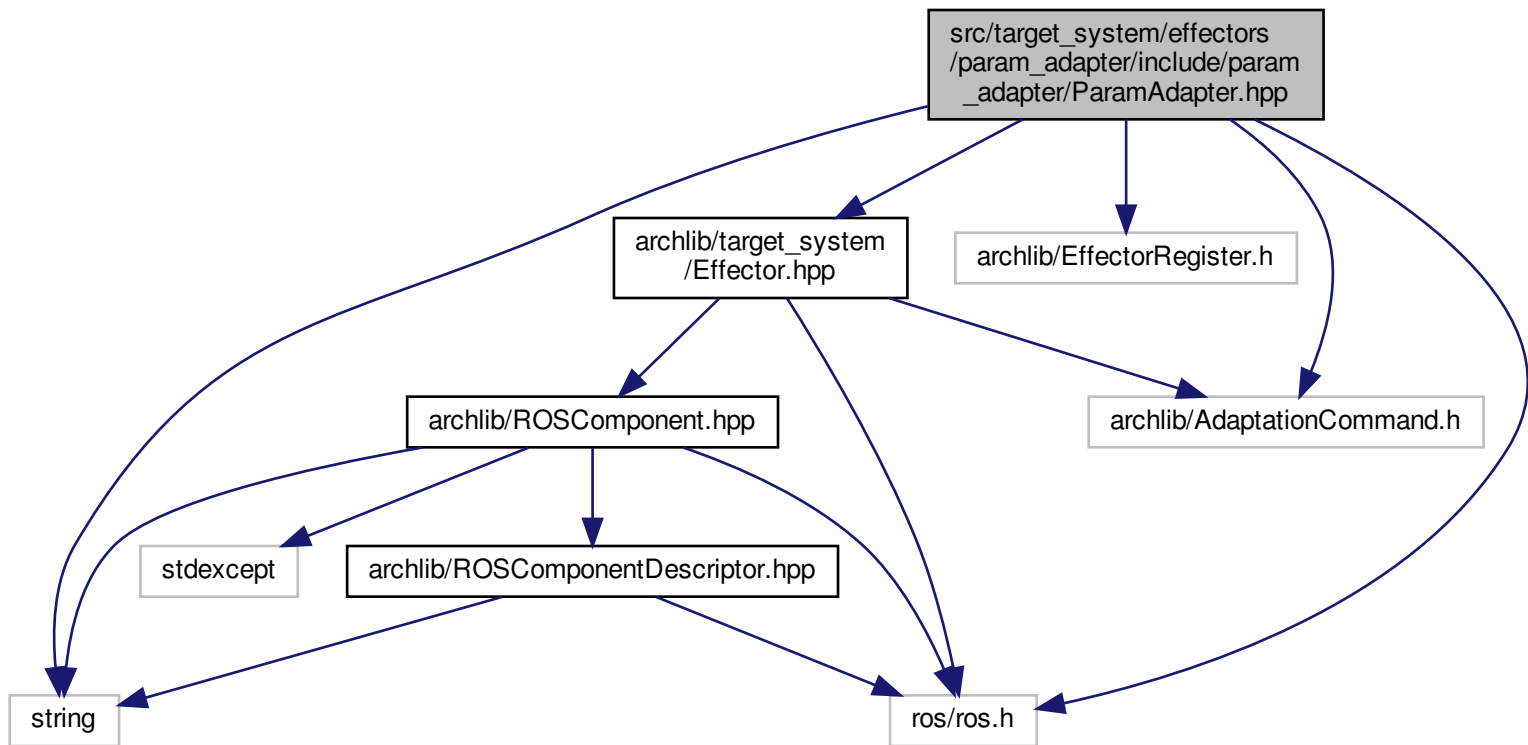 src/target_system/effectors
/param_adapter/include/param
_adapter/ParamAdapter.hpp
archlib/target_system
/Effector.hpp
archlib/EffectorRegister.h
archlib/ROSComponent.hpp
archlib/AdaptationCommand.h
stdexcept
archlib/ROSComponentDescriptor.hpp
string
ros/ros.h